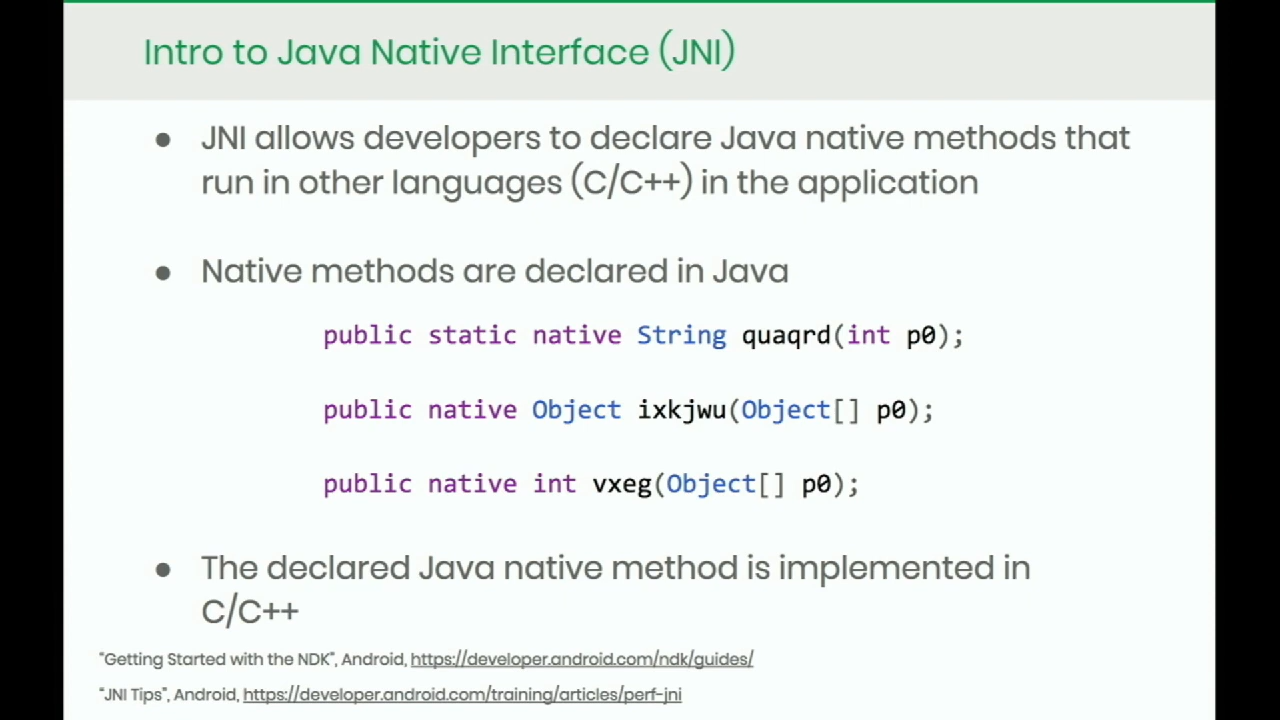 Intro to Java Native Interface (JNI)
● JNI allows developers to declare Java native methods that
run in other languages (C/C++) in the application
● Native methods are declared in Java
public static native String quaqrd(int p0);
public native Object ixkjwu(Object[] p0);
public native int vxeg(Object[] p0);
● The declared Java native method is implemented in
C/C++
"Getting Started with the NDK", Android, https://developer.android.com/ndk/guides/
"JNI Tips", Android, https://developer.android.com/training/articles/perf-jni